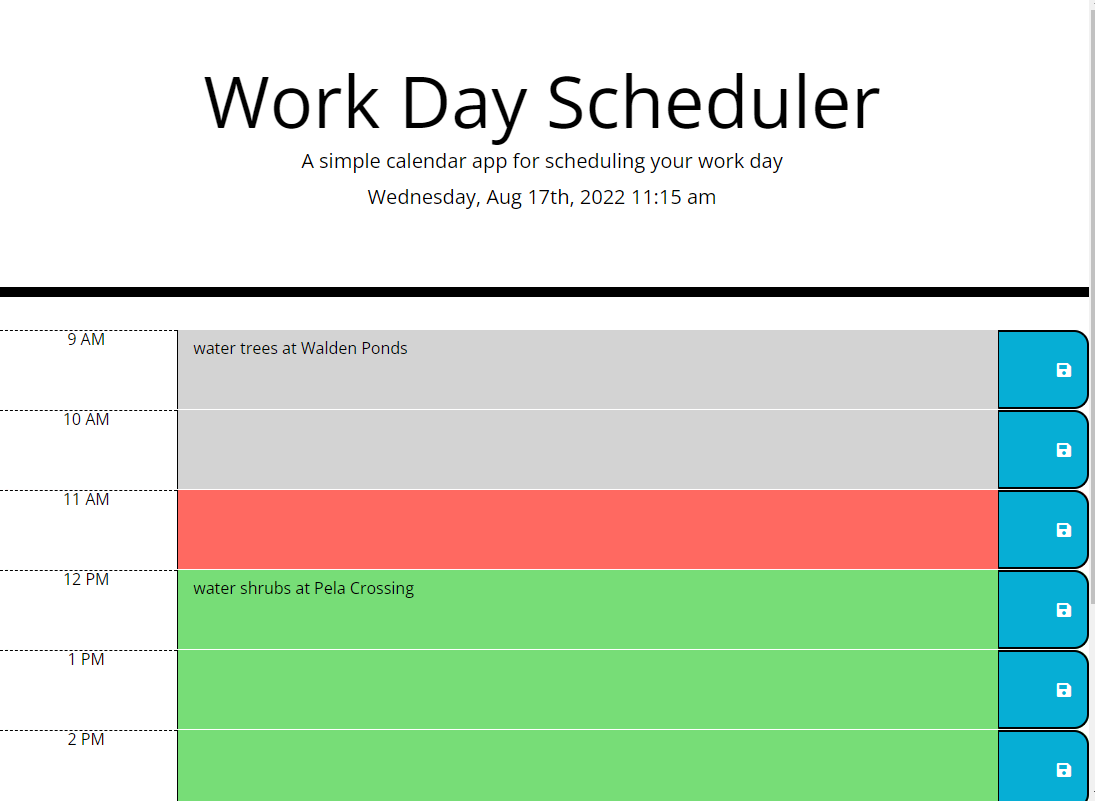 Work Day Scheduler
A simple calendar app for scheduling your work day
Wednesday, Aug 17th, 2022 11:15 am
9 AM
water trees at Walden Ponds
10 AM
11 AM
12 PM
water shrubs at Pela Crossing
1 PM
2 PM